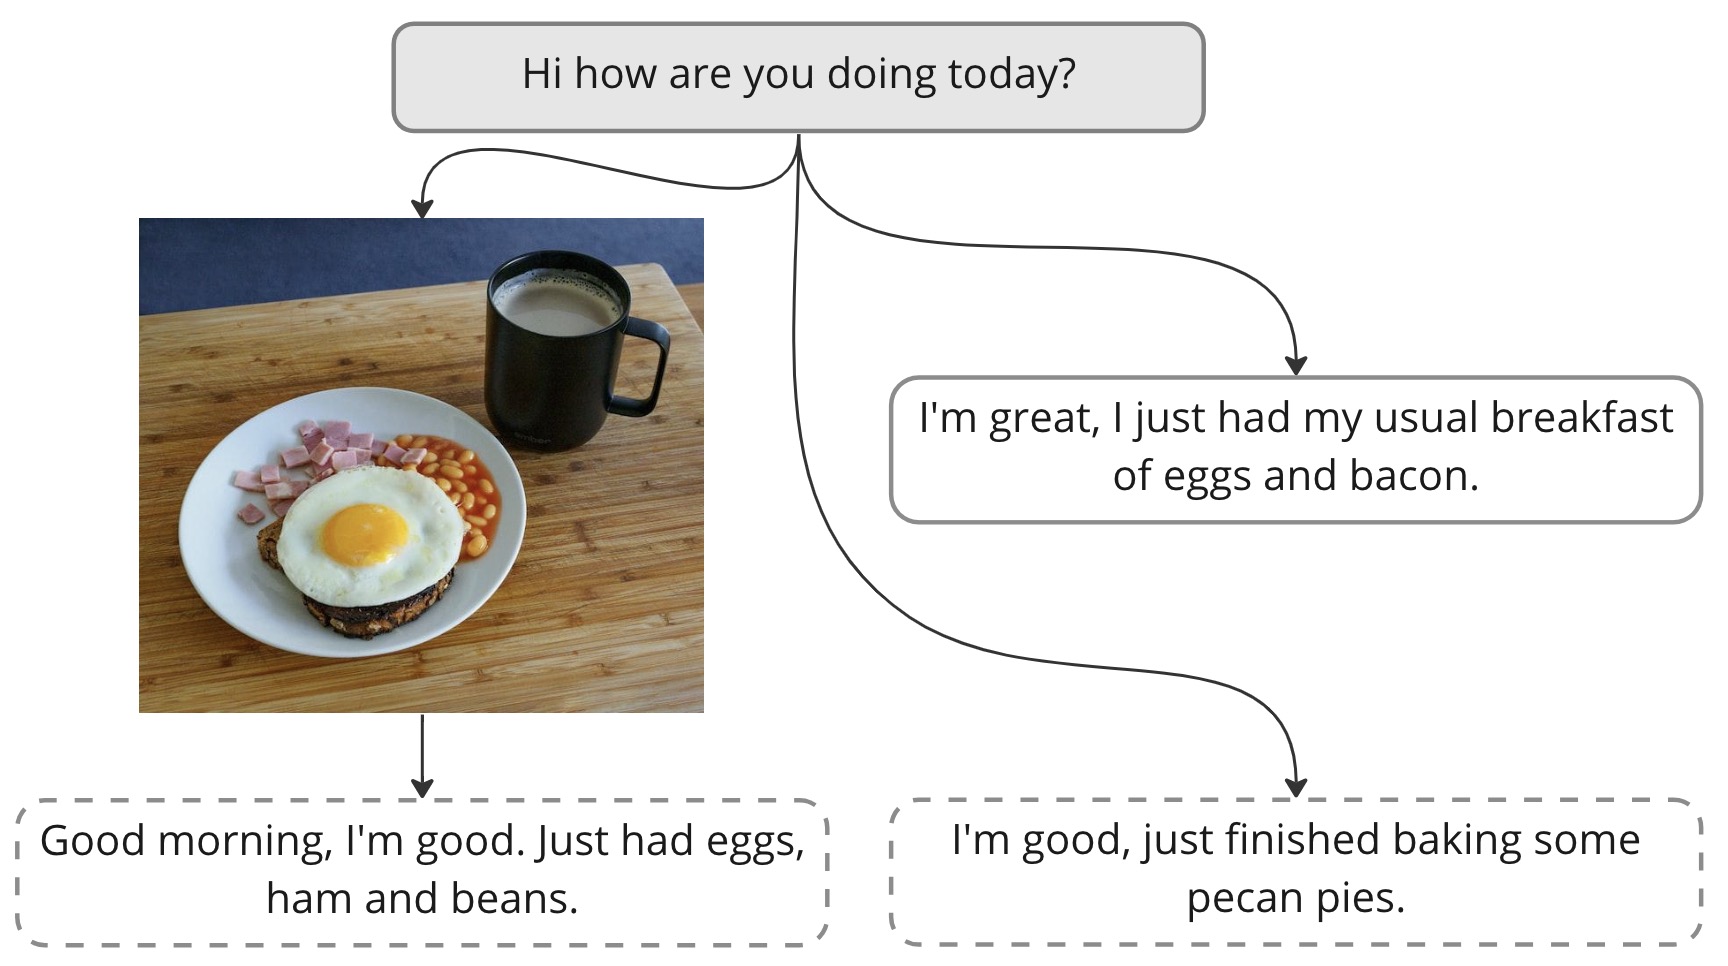 Hi how are you doing today?
I'm great, I just had my usual breakfast
of eggs and bacon.
Good morning, I'm good. Just had eggs,
ham and beans.
I'm good, just finished baking some
pecan pies.